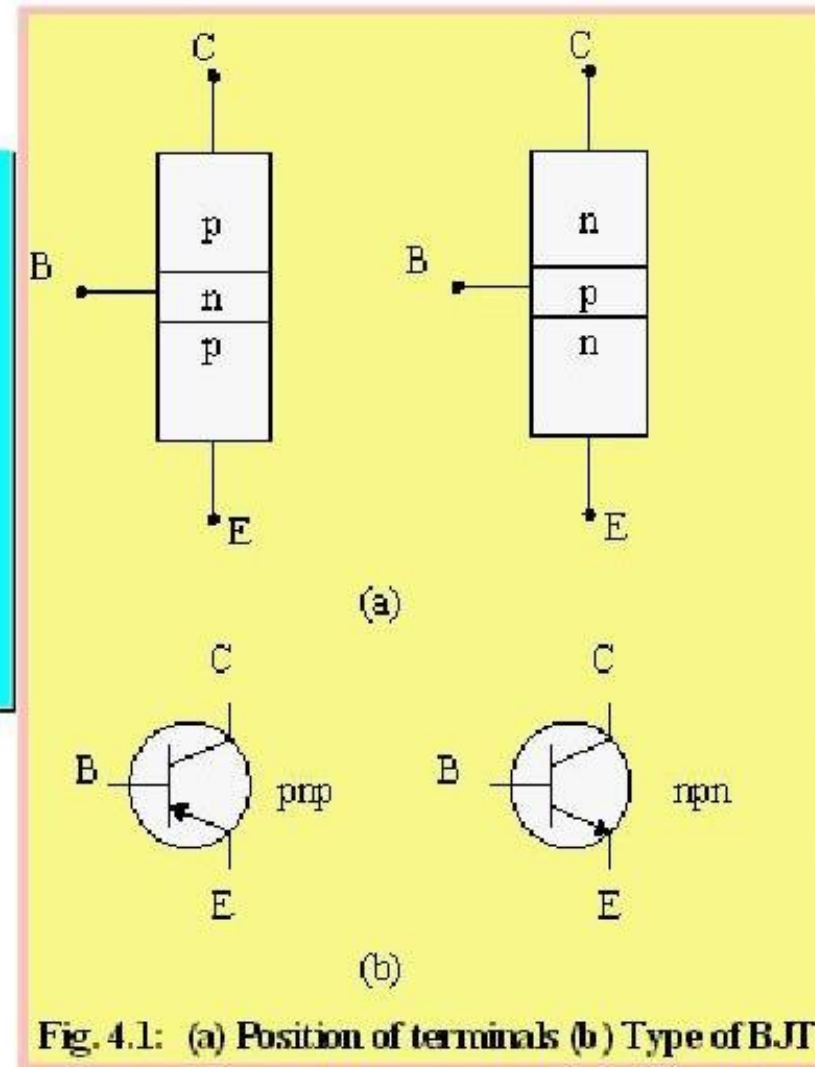 C C
p n
B B
n p
p n
E E
(a)
C C
B pnp B npn
E E
(b)
Fig. 4.1: (a) Position of terminals (b) Type of BJT